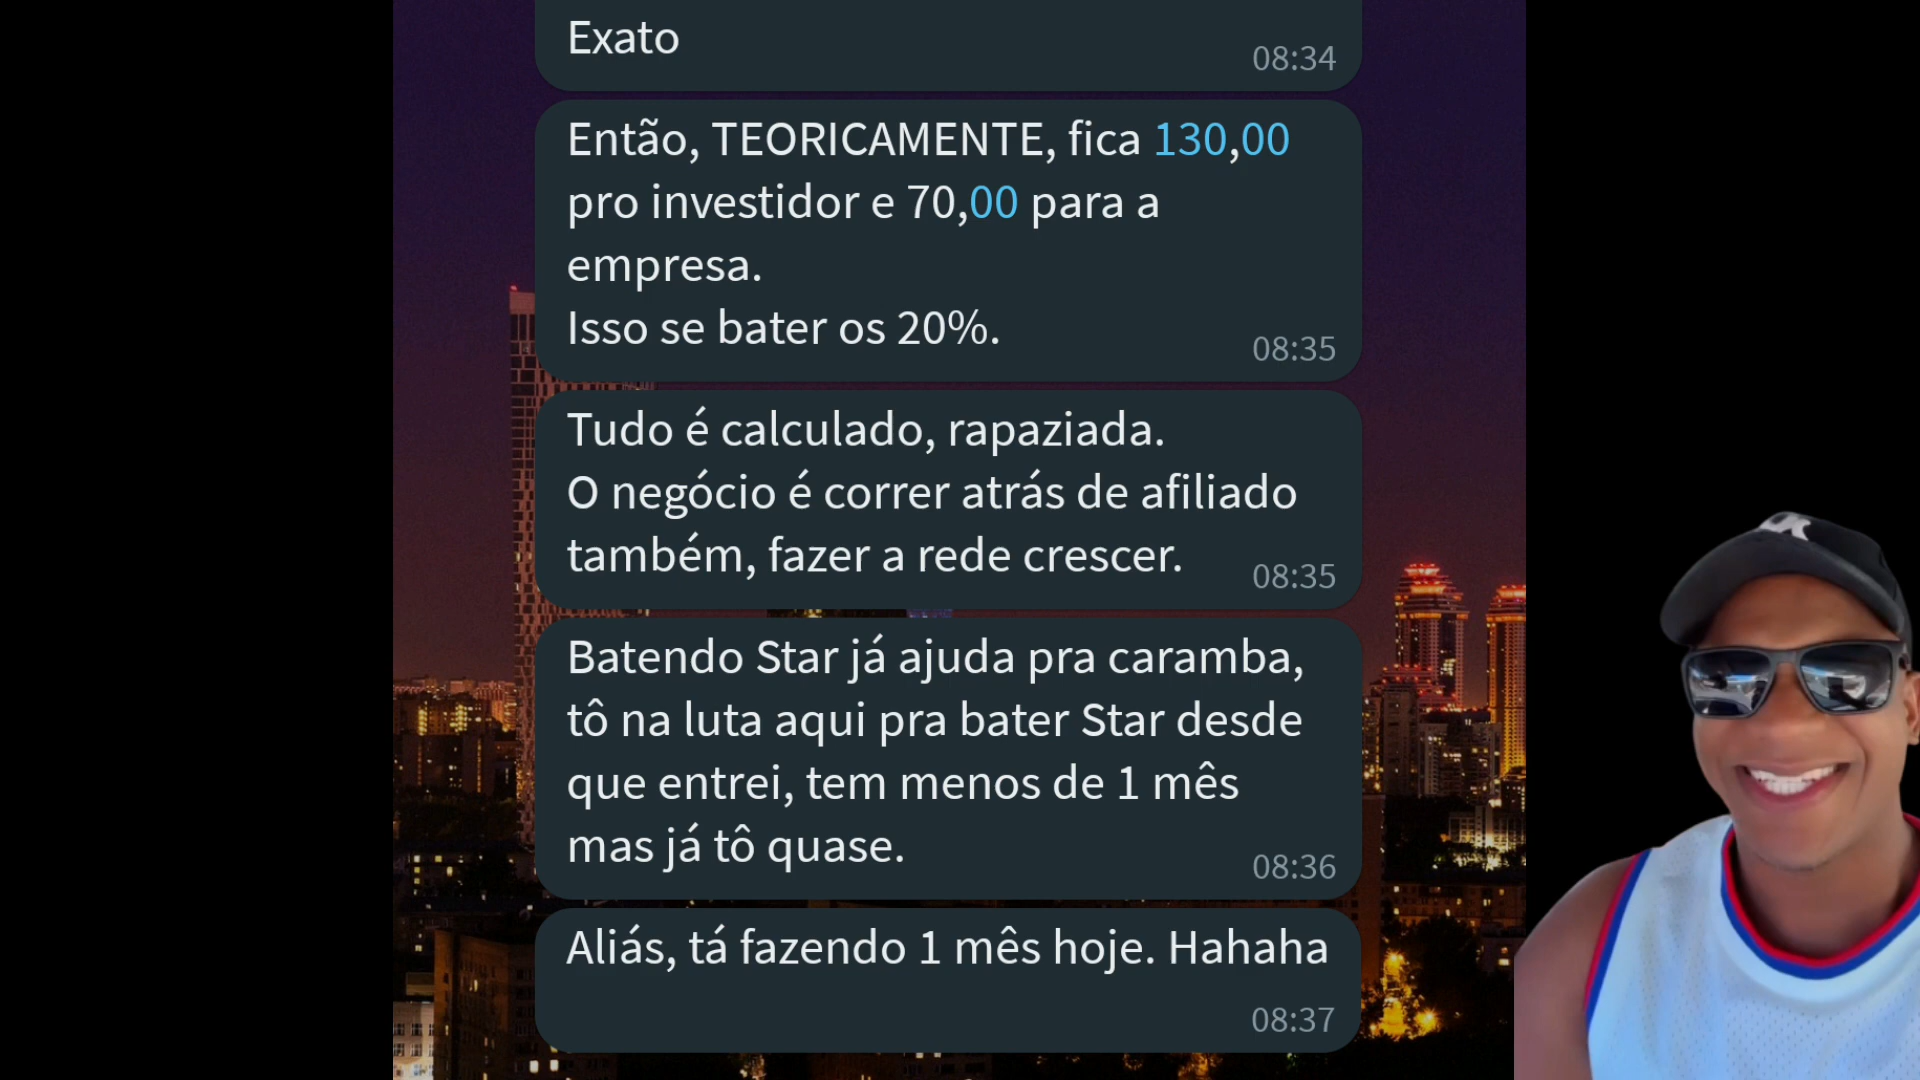 Exato
08:34
Então, TEORICAMENTE, fica 130,00
pro investidor e 70,00 para a
empresa.
Isso se bater os 20%.
08:35
Tudo é calculado, rapaziada.
O negócio é correr atrás de afiliado
também, fazer a rede crescer.
08:35
Batendo Star já ajuda pra caramba,
tô na luta aqui pra bater Star desde
que entrei, tem menos de 1 mês
mas já tô quase.
08:36
Aliás, tá fazendo 1 mês hoje. Hahaha
08:37